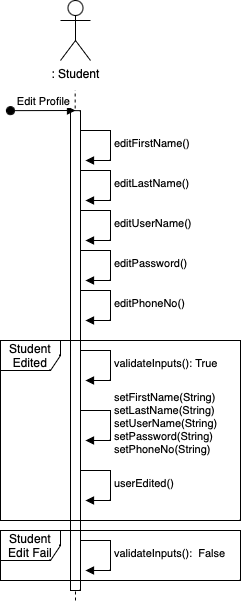 : Student
Edit Profile
editFirstName()
editLastName()
editUserName()
editPassword()
editPhoneNo()
Student
Edited
validateInputs(): True
setFirstName(String)
setLastName(String)
setUserName(String)
setPassword(String)
setPhoneNo(String)
userEdited()
Student
Edit Fail
validateInputs(): False